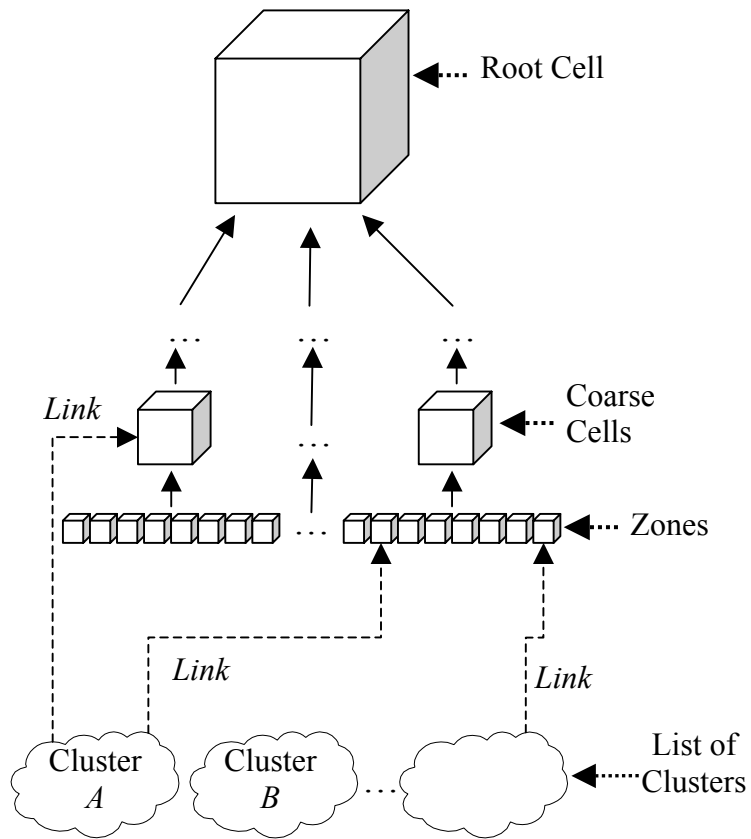 Root Cell
...
...
...
Link
Coarse
Cells
...
...
Zones
Link
Link
Cluster
A
Cluster
B
...
List of
Clusters